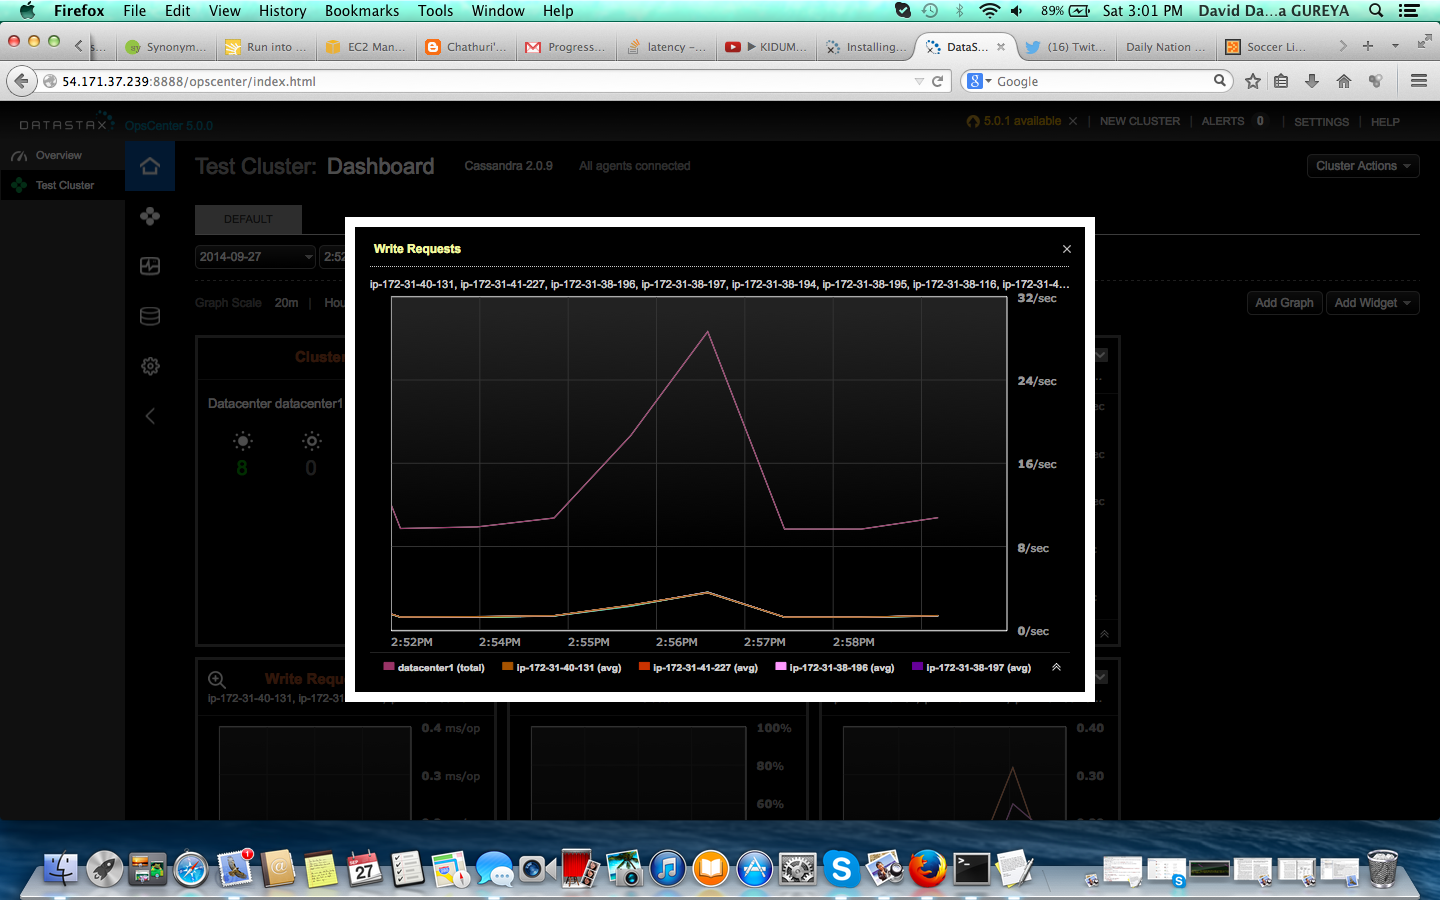 Firefox File Edit View History Bookmarks Tools Window Help 89% Sat 3:01 PM David Da...a GUREYA
s... Synonym... Run into ... EC2 Man... Chathuri'... Progress... latency –... ▶ KIDUM... Installing... DataS... (16) Twit... Daily Nation ... Soccer Li...
54.171.37.239:8888/opscenter/index.html Google
DATASTAX OpsCenter 5.0.0 5.0.1 available × | NEW CLUSTER | ALERTS 0 | SETTINGS | HELP
Overview
Test Cluster
Test Cluster: Dashboard Cassandra 2.0.9 All agents connected Cluster Actions
DEFAULT
2014-09-27 2:52
Graph Scale 20m | Hou
Add Graph Add Widget
Cluster
Datacenter datacenter1
8 0
Write Requests ×
ip-172-31-40-131, ip-172-31-41-227, ip-172-31-38-196, ip-172-31-38-197, ip-172-31-38-194, ip-172-31-38-195, ip-172-31-38-116, ip-172-31-4...
32/sec
24/sec
16/sec
8/sec
0/sec
2:52PM 2:54PM 2:55PM 2:56PM 2:57PM 2:58PM
datacenter1 (total) ip-172-31-40-131 (avg) ip-172-31-41-227 (avg) ip-172-31-38-196 (avg) ip-172-31-38-197 (avg)
Write Requ
ip-172-31-40-131, ip-172-31
0.4 ms/op
0.3 ms/op
100%
80%
60%
0.40
0.30
SEP
27
1